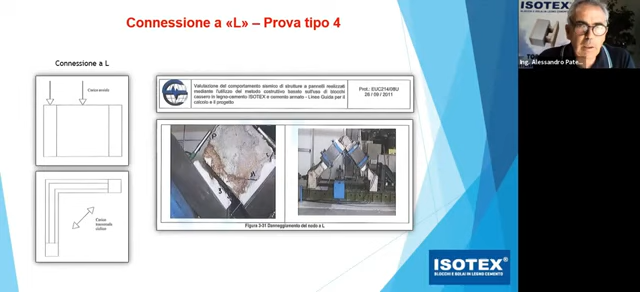 Connessione a «L» – Prova tipo 4
Connessione a L
Carico assiale
Carico
trasversale
ciclico
Valutazione del comportamento sismico di strutture a pannelli realizzati
mediante l'utilizzo del metodo costruttivo basato sull'uso di blocchi
cassero in legno-cemento ISOTEX e cemento armato - Linee Guida per il
calcolo e il progetto
Prot.: EUC214/08U
26 / 09 / 2011
Figura 3-31 Danneggiamento del nodo a L
ISOTEX®
BLOCCHI E SOLAI IN LEGNO CEMENTO
ISOTEX
Ing. Alessandro Pate...